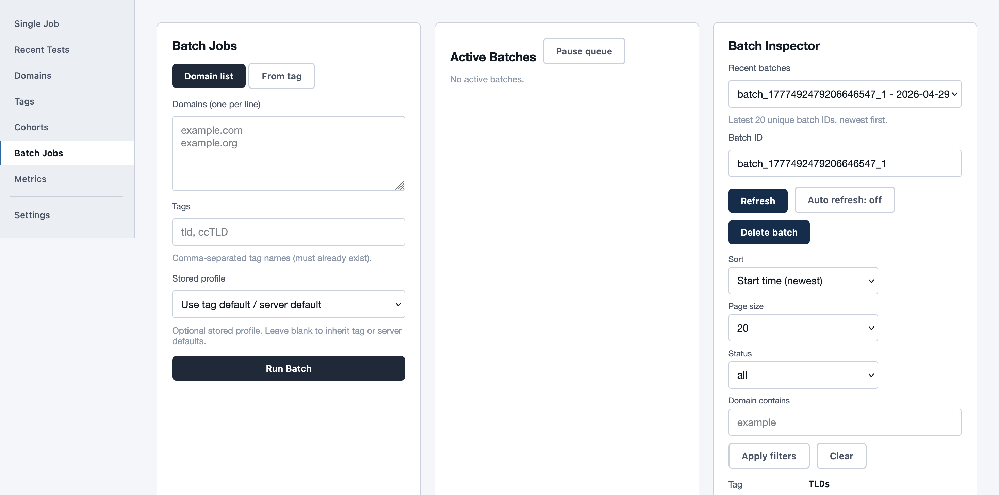 Single Job
Recent Tests
Domains
Tags
Cohorts
Batch Jobs
Metrics
Settings
Batch Jobs
Domain list
From tag
Domains (one per line)
example.com
example.org
Tags
tld, ccTLD
Comma-separated tag names (must already exist).
Stored profile
Use tag default / server default
Optional stored profile. Leave blank to inherit tag or server
defaults.
Run Batch
Active Batches
Pause queue
No active batches.
Batch Inspector
Recent batches
batch_1777492479206646547_1 - 2026-04-29
Latest 20 unique batch IDs, newest first.
Batch ID
batch_1777492479206646547_1
Refresh
Auto refresh: off
Delete batch
Sort
Start time (newest)
Page size
20
Status
all
Domain contains
example
Apply filters
Clear
Tag
TLDs